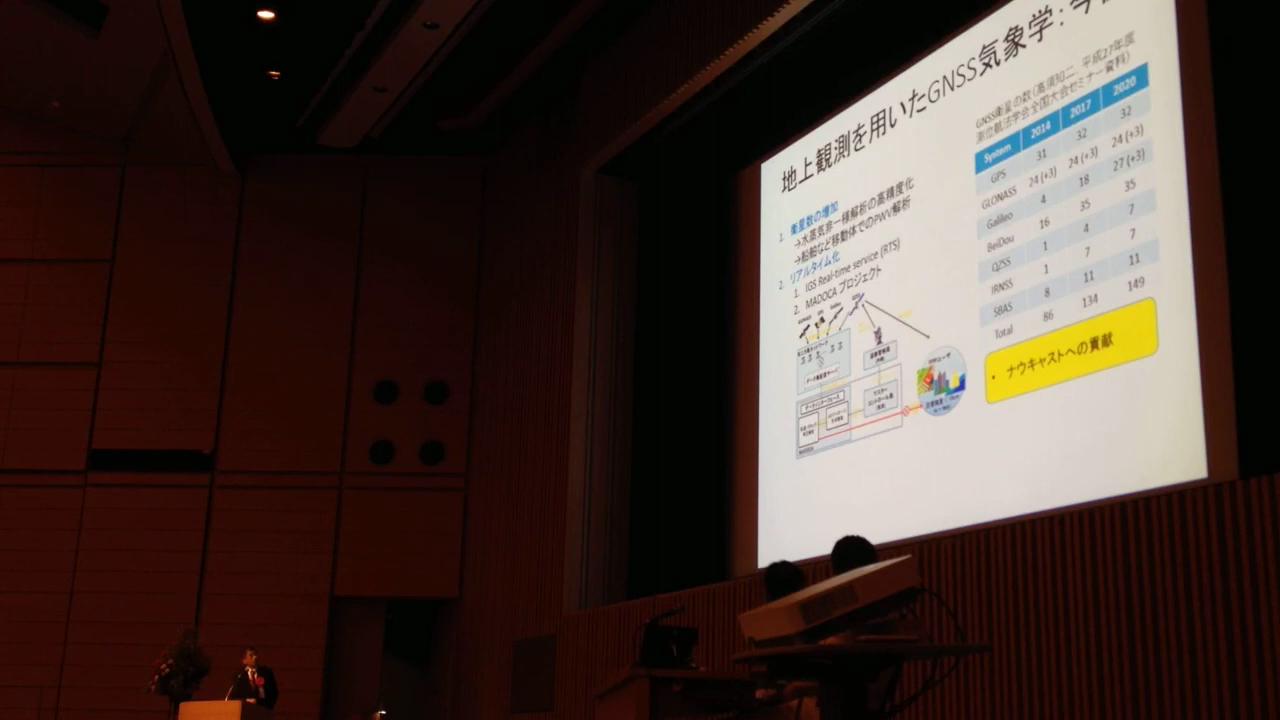 地上観測を用いたGNSS気象学：今
1. 衛星数の増加
→水蒸気非一様解析の高精度化
→船舶など移動体でのPWV解析
2. リアルタイム化
1. IGS Real-time service (RTS)
2. MADOCA プロジェクト
GNSS衛星の数(高須知二, 平成27年度
測位航法学会全国大会セミナー資料)
System 2014 2017 2020
GPS 31 32 32
GLONASS 24 (+3) 24 (+3) 24 (+3)
Galileo 4 18 27 (+3)
BeiDou 16 35 35
QZSS 1 4 7
IRNSS 1 7 7
SBAS 8 11 11
Total 86 134 149
• ナウキャストへの貢献